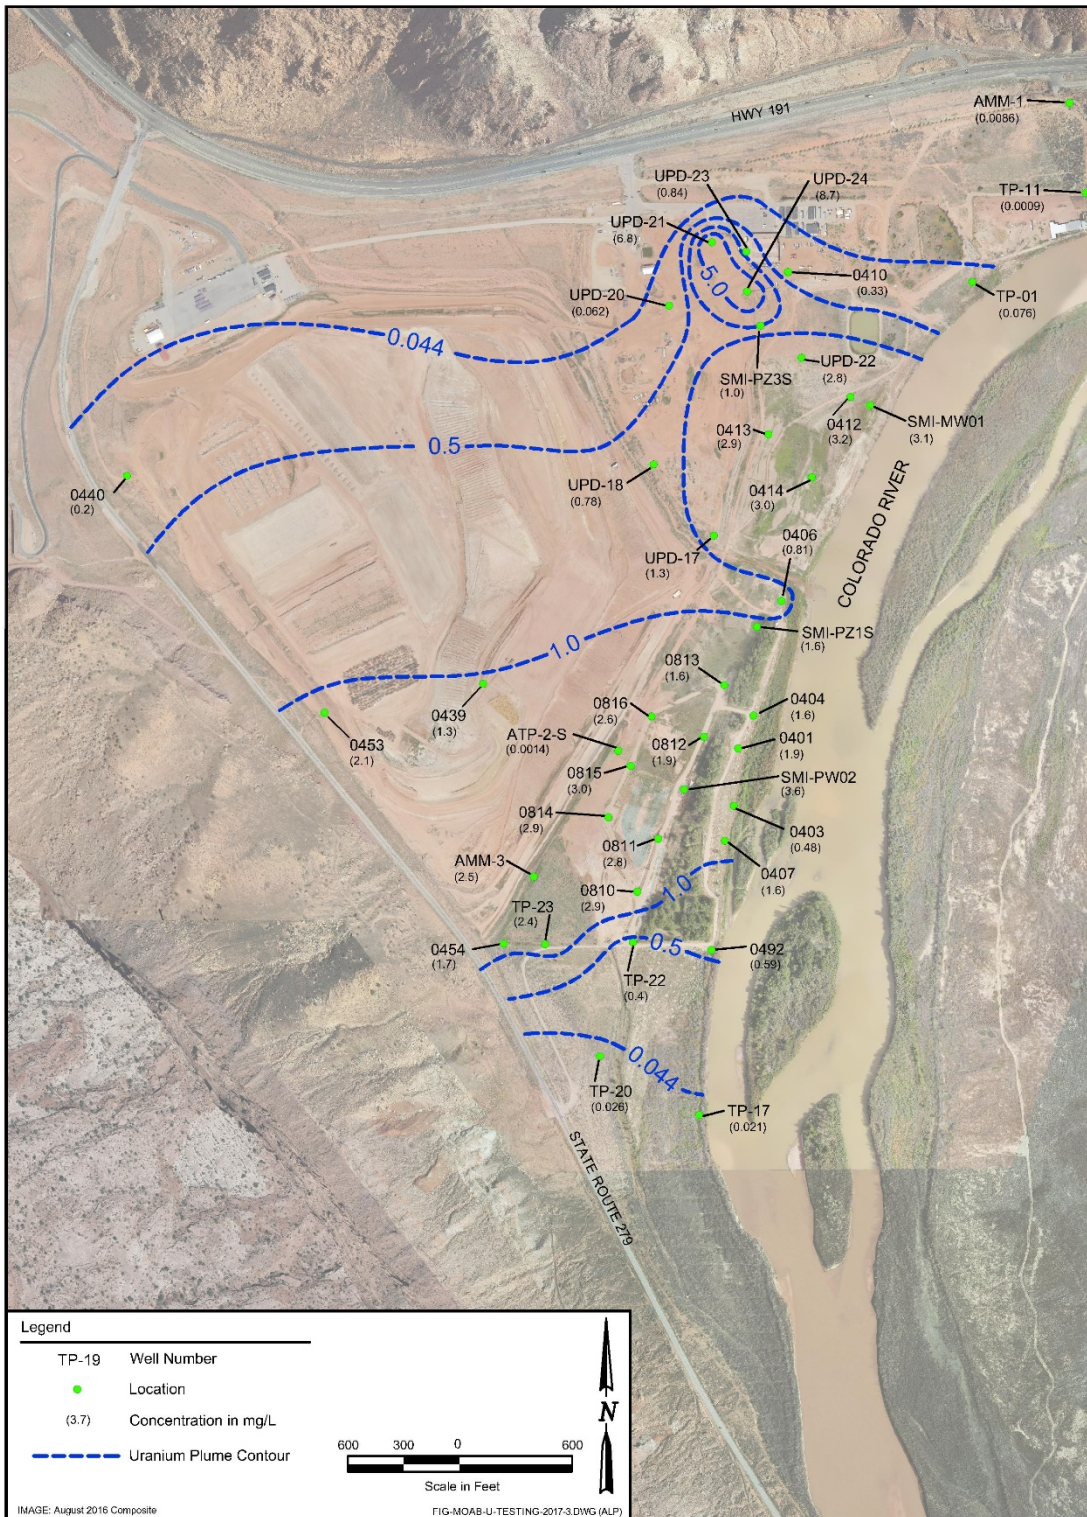 HWY 191
AMM-1
(0.0086)
TP-11
(0.0009)
UPD-23
(0.84)
UPD-24
(8.7)
UPD-21
(6.8)
5.0
0410
(0.33)
TP-01
(0.076)
UPD-20
(0.062)
0.044
UPD-22
(2.8)
SMI-PZ3S
(1.0)
0412
(3.2)
SMI-MW01
(3.1)
0413
(2.9)
0.5
UPD-18
(0.78)
0414
(3.0)
0440
(0.2)
COLORADO RIVER
UPD-17
(1.3)
0406
(0.81)
SMI-PZ1S
(1.6)
1.0
0813
(1.6)
0439
(1.3)
0816
(2.6)
0404
(1.6)
0453
(2.1)
ATP-2-S
(0.0014)
0812
(1.9)
0401
(1.9)
0815
(3.0)
SMI-PW02
(3.6)
0814
(2.9)
0403
(0.48)
0811
(2.8)
0407
(1.6)
AMM-3
(2.5)
1.0
0810
(2.9)
TP-23
(2.4)
0454
(1.7)
0.5
0492
(0.59)
TP-22
(0.4)
0.044
TP-20
(0.026)
TP-17
(0.021)
STATE ROUTE 279
Legend
TP-19 Well Number
Location
(3.7) Concentration in mg/L
Uranium Plume Contour
N
600 300 0 600
Scale in Feet
IMAGE: August 2016 Composite
FIG-MOAB-U-TESTING-2017-3.DWG (ALP)